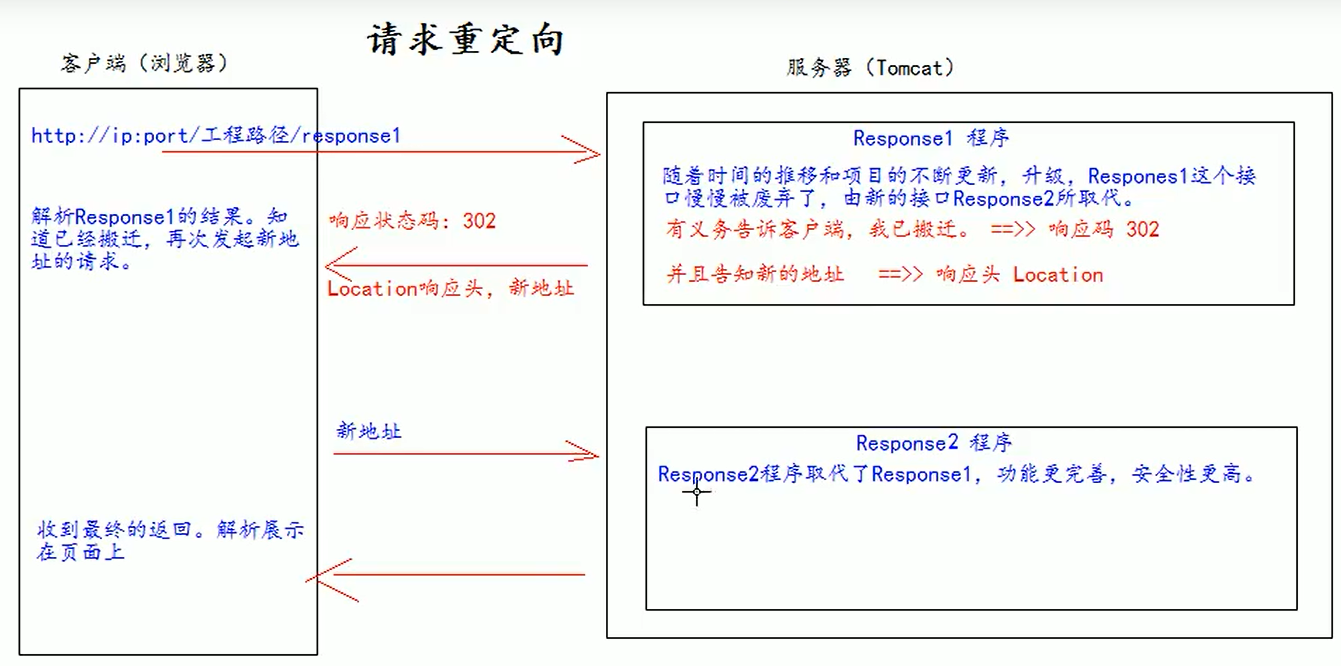 请求重定向
客户端（浏览器）
服务器（Tomcat）
http://ip:port/工程路径/response1
Response1 程序
随着时间的推移和项目的不断更新，升级，Respones1这个接
口慢慢被废弃了，由新的接口Response2所取代。
有义务告诉客户端，我已搬迁。 ==>> 响应码 302
并且告知新的地址 ==>> 响应头 Location
解析Response1的结果。知
道已经搬迁，再次发起新地
址的请求。
响应状态码：302
Location响应头，新地址
新地址
Response2 程序
Response2程序取代了Response1，功能更完善，安全性更高。
收到最终的返回。解析展示
在页面上